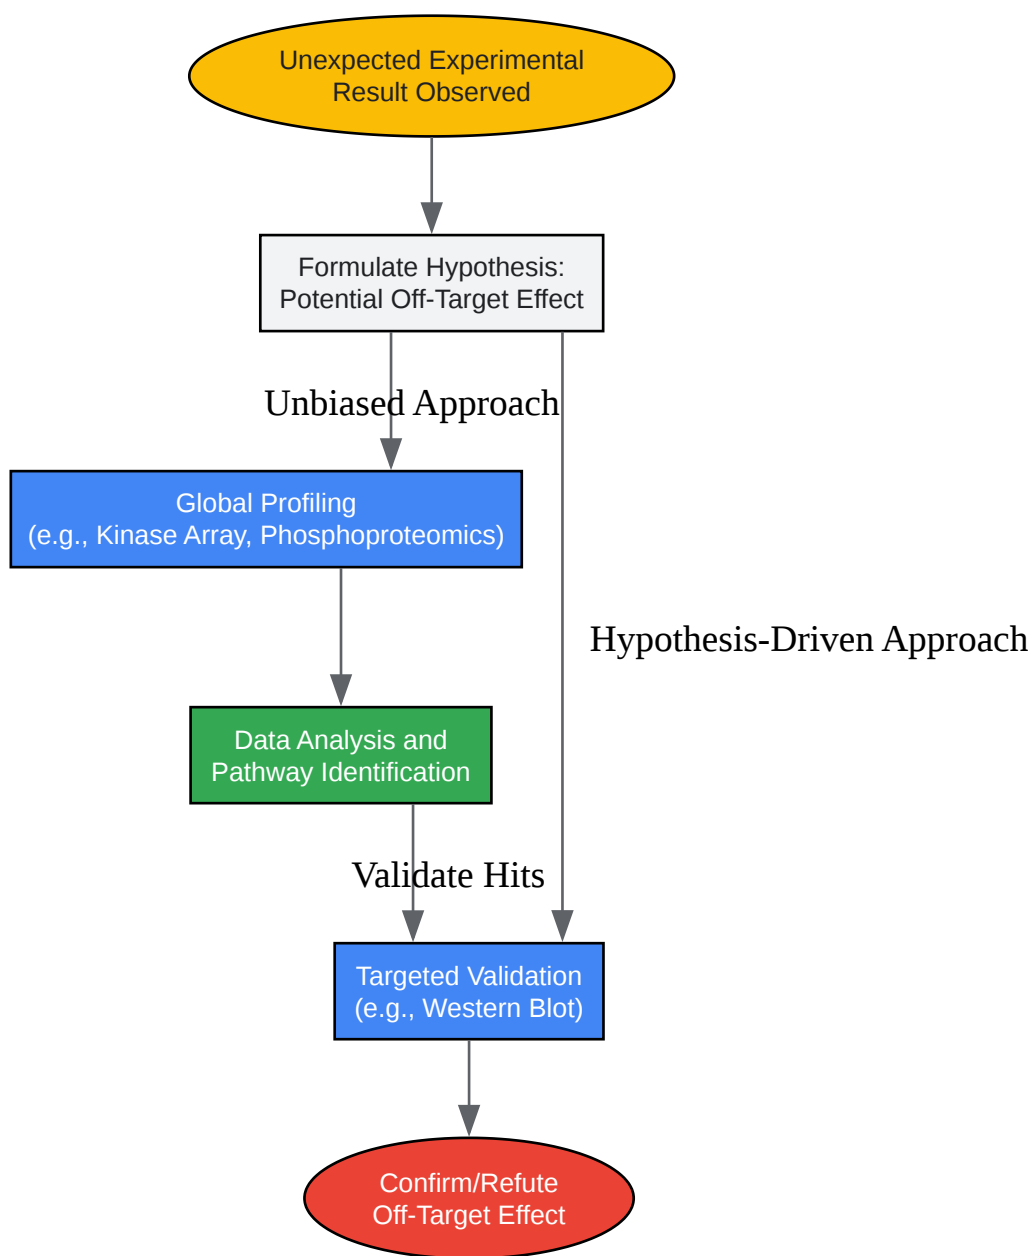 Unexpected Experimental
Result Observed
Formulate Hypothesis:
Potential Off-Target Effect
Unbiased Approach
Global Profiling
(e.g., Kinase Array, Phosphoproteomics)
Hypothesis-Driven Approach
Data Analysis and
Pathway Identification
Validate Hits
Targeted Validation
(e.g., Western Blot)
Confirm/Refute
Off-Target Effect